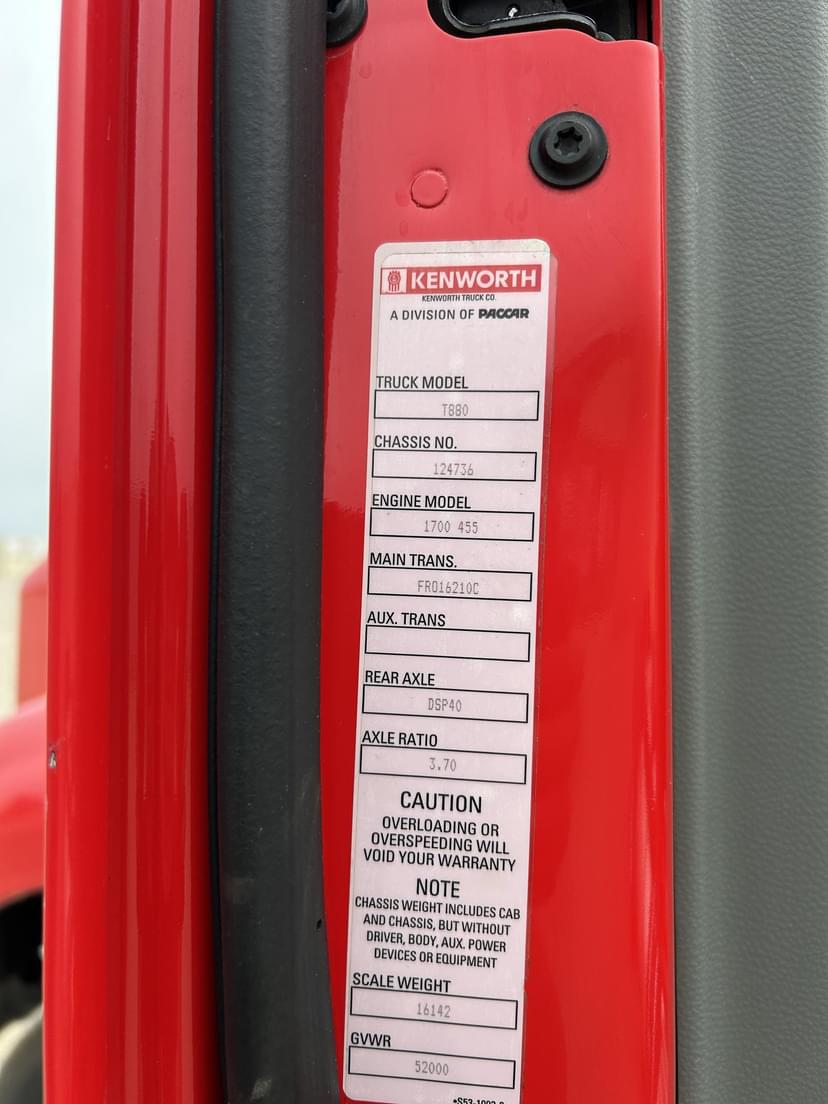 KENWORTH
KENWORTH TRUCK CO.
A DIVISION OF PACCAR
TRUCK MODEL
T880
CHASSIS NO.
124736
ENGINE MODEL
1700 455
MAIN TRANS.
FRO16210C
AUX. TRANS
REAR AXLE
DSP40
AXLE RATIO
3.70
CAUTION
OVERLOADING OR
OVERSPEEDING WILL
VOID YOUR WARRANTY
NOTE
CHASSIS WEIGHT INCLUDES CAB
AND CHASSIS, BUT WITHOUT
DRIVER, BODY, AUX. POWER
DEVICES OR EQUIPMENT
SCALE WEIGHT
16142
GVWR
52000